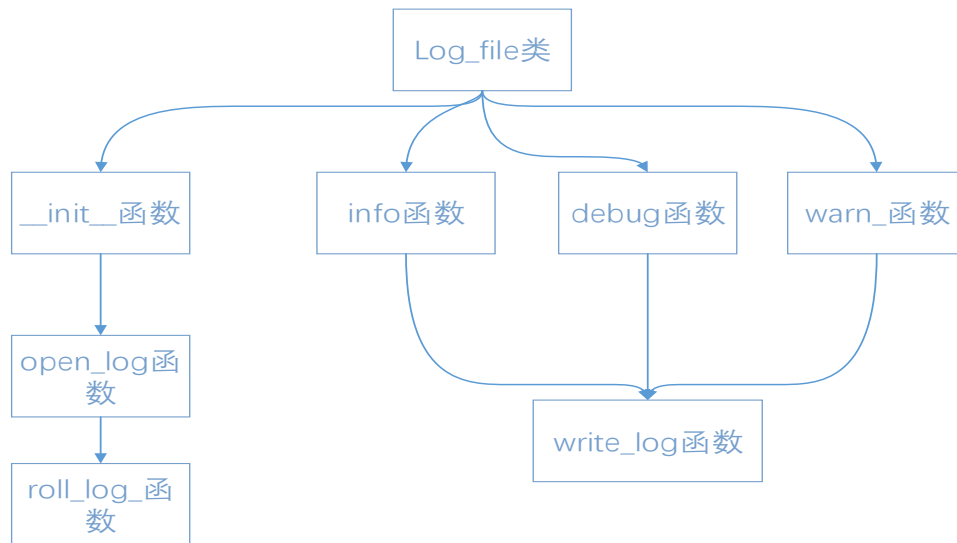 Log_file类
__init__函数
info函数
debug函数
warn_函数
open_log函
数
write_log函数
roll_log_函
数